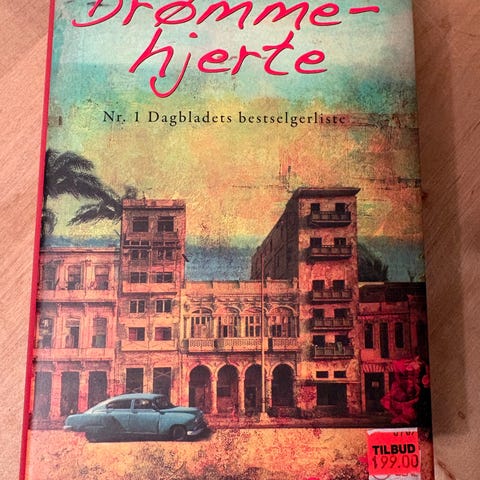 Drømme-
hjerte
Nr. 1 Dagbladets bestselgerliste
TILBUD
199.00